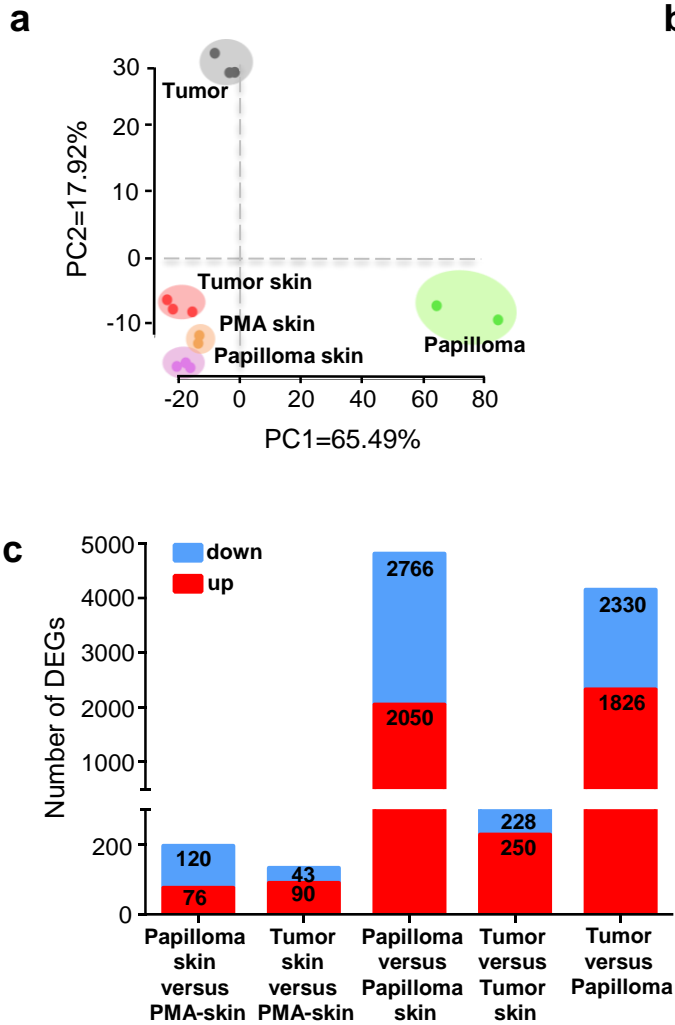 a
b
30
20
10
0
-10
PC2=17.92%
Tumor
Tumor skin
PMA skin
Papilloma skin
Papilloma
-20 0 20 40 60 80
PC1=65.49%
c
down
up
Number of DEGs
5000
4000
3000
2000
1000
200
0
120
76
43
90
2766
2050
228
250
2330
1826
Papilloma
skin
versus
PMA-skin
Tumor
skin
versus
PMA-skin
Papilloma
versus
Papilloma
skin
Tumor
versus
Tumor
skin
Tumor
versus
Papilloma